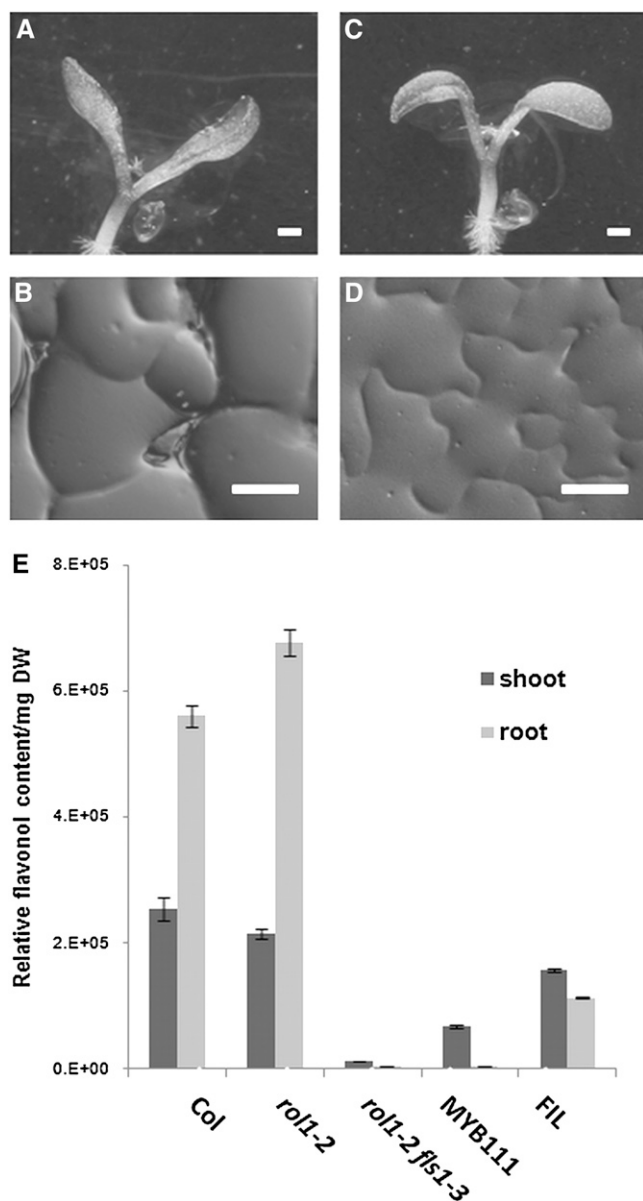 A
C
B
D
E
8.E+05
6.E+05
4.E+05
2.E+05
0.E+00
Relative flavonol content/mg DW
shoot
root
Col
rol1-2
rol1-2 fls1-3
MYB111
FIL